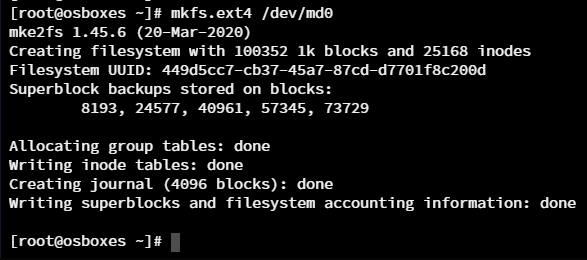 [root@osboxes ~]# mkfs.ext4 /dev/md0
mke2fs 1.45.6 (20-Mar-2020)
Creating filesystem with 100352 1k blocks and 25168 inodes
Filesystem UUID: 449d5cc7-cb37-45a7-87cd-d7701f8c200d
Superblock backups stored on blocks:
        8193, 24577, 40961, 57345, 73729

Allocating group tables: done
Writing inode tables: done
Creating journal (4096 blocks): done
Writing superblocks and filesystem accounting information: done

[root@osboxes ~]#